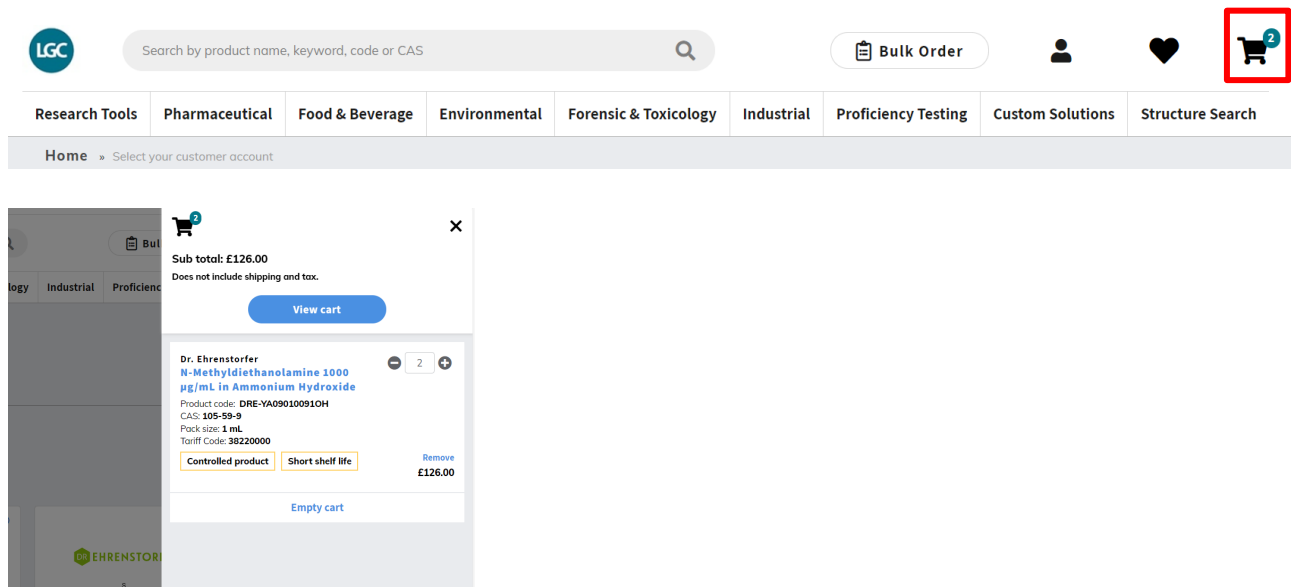 LGC
Search by product name, keyword, code or CAS
Bulk Order
2
Research Tools Pharmaceutical Food & Beverage Environmental Forensic & Toxicology Industrial Proficiency Testing Custom Solutions Structure Search
Home » Select your customer account
2
Bul
Sub total: £126.00
Does not include shipping and tax.
logy Industrial Proficienc
View cart
Dr. Ehrenstorfer
2
N-Methyldiethanolamine 1000
µg/mL in Ammonium Hydroxide
Product code: DRE-YA09010091OH
CAS: 105-59-9
Pack size: 1 mL
Tariff Code: 38220000
Controlled product Short shelf life
Remove
£126.00
Empty cart
DR EHRENSTOR